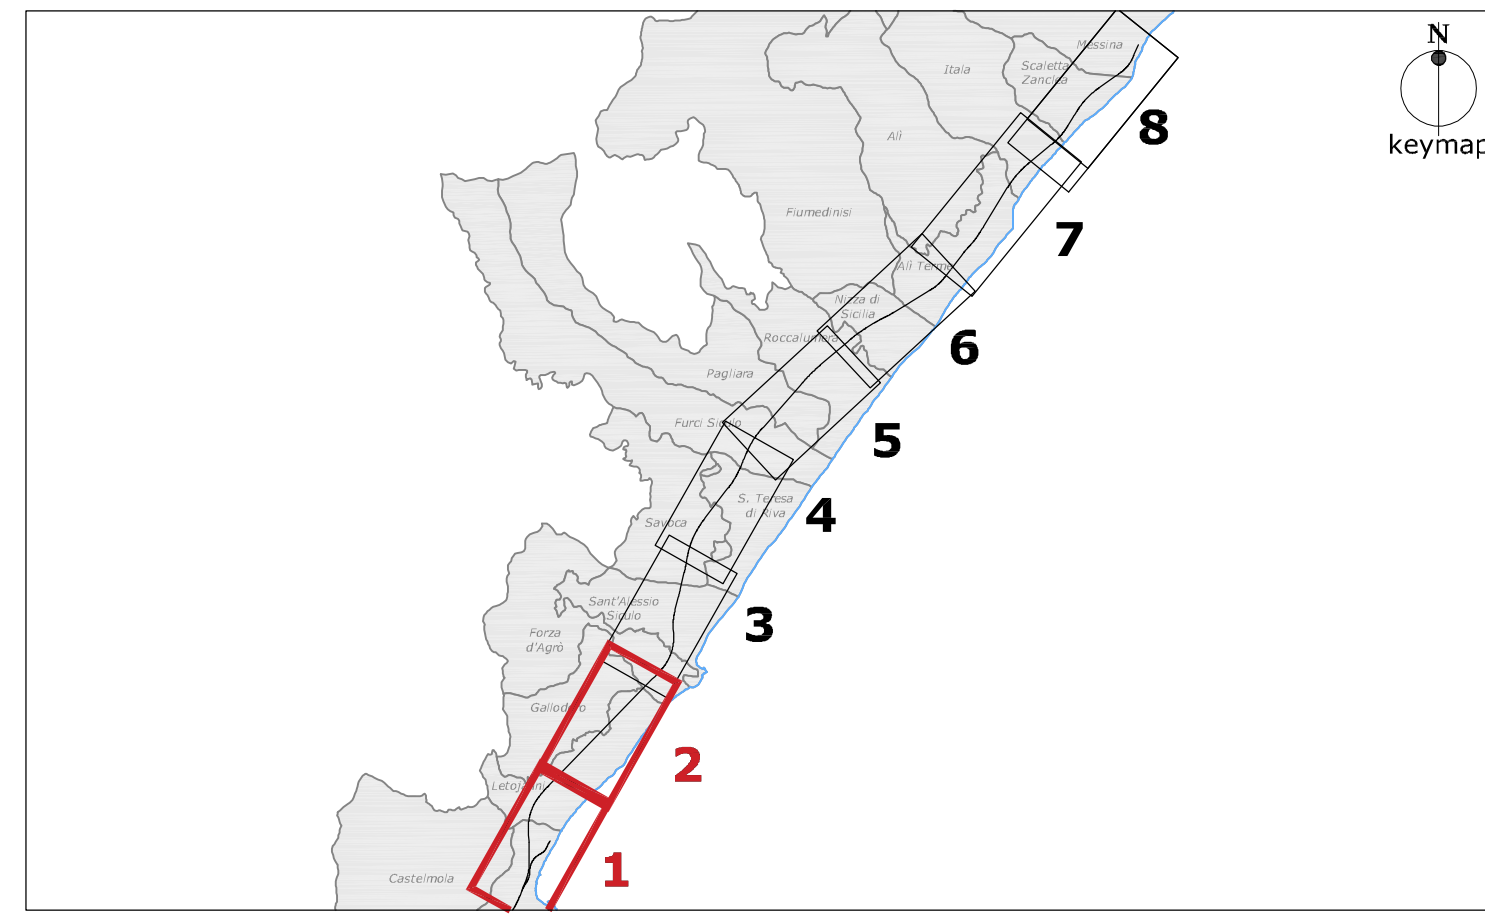 N
keymap
Messina
Scaletta
Zanclea
Itala
8
Alì
Fiumedinisi
7
Alì Terme
Nizza di
Sicilia
Roccalumera
6
Pagliara
Furci Siculo
5
S. Teresa
di Riva
4
Savoca
Sant'Alessio
Siculo
3
Forza
d'Agrò
Gallodoro
2
Letojanni
1
Castelmola